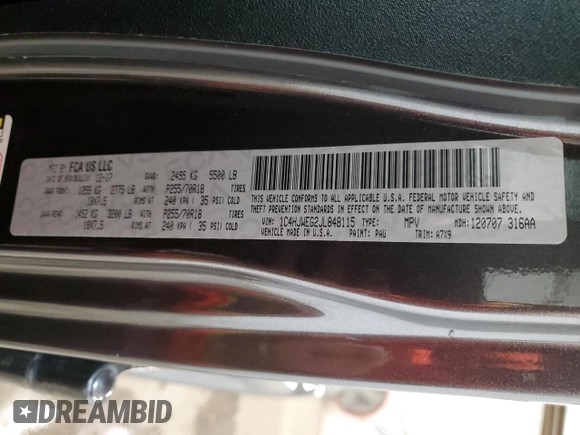 MFD BY: FCA US LLC
DATE OF MANUFACTURE: 12-17 GVWR: 2495 KG 5500 LB
GAWR FRONT: 1259 KG 2775 LB WITH P255/70R18 TIRES
18X7.5 RIMS AT 240 KPA ( 35 PSI) COLD
GAWR REAR: 1452 KG 3200 LB WITH P255/70R18 TIRES
18X7.5 RIMS AT 240 KPA ( 35 PSI) COLD
THIS VEHICLE CONFORMS TO ALL APPLICABLE U.S.A. FEDERAL MOTOR VEHICLE SAFETY AND
THEFT PREVENTION STANDARDS IN EFFECT ON THE DATE OF MANUFACTURE SHOWN ABOVE.
VIN: 1C4HJWEG2JL848115 TYPE: MPV MDH:120707 316AA
VEHICLE MADE IN U.S.A. PAINT: PAU TRIM: A7X9
DREAMBID